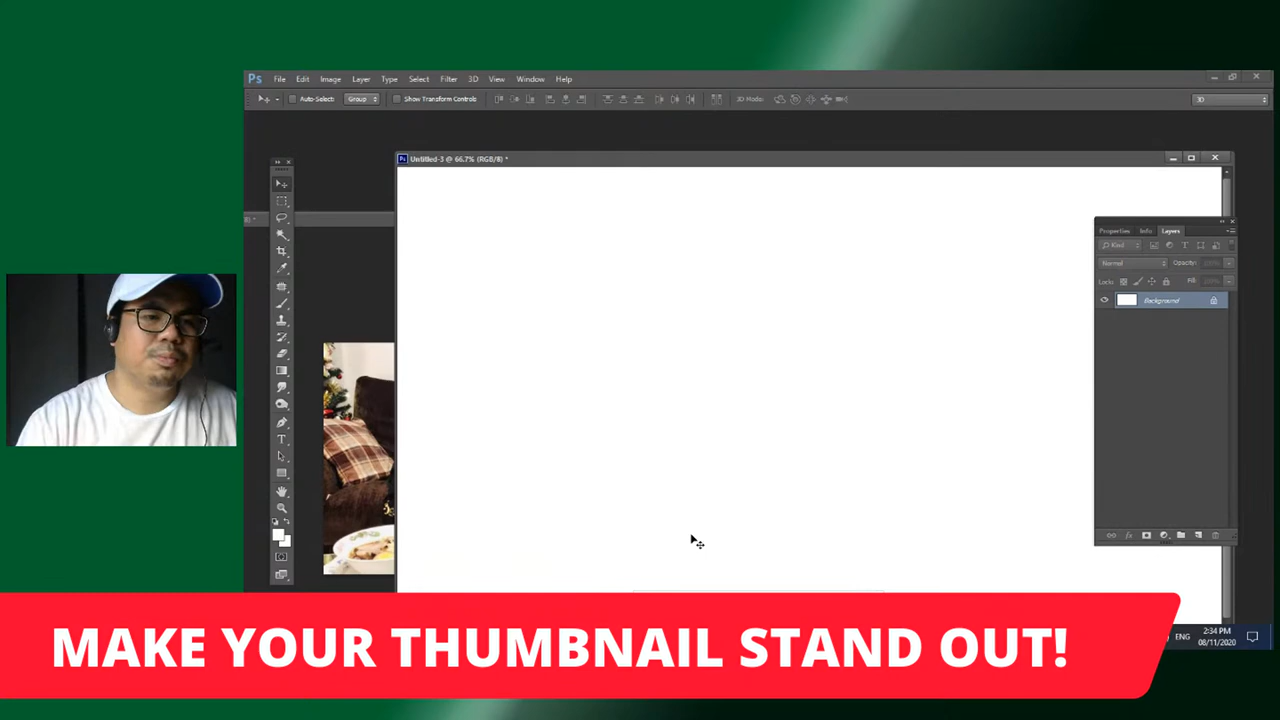 Ps File Edit Image Layer Type Select Filter 3D View Window Help
Auto-Select: Group Show Transform Controls 3D Mode: 3D
Ps Untitled-3 @ 66.7% (RGB/8) *
Properties Info Layers
Kind
Normal Opacity:
Lock: Fill:
Background
T
MAKE YOUR THUMBNAIL STAND OUT!
ENG 2:34 PM
08/11/2020